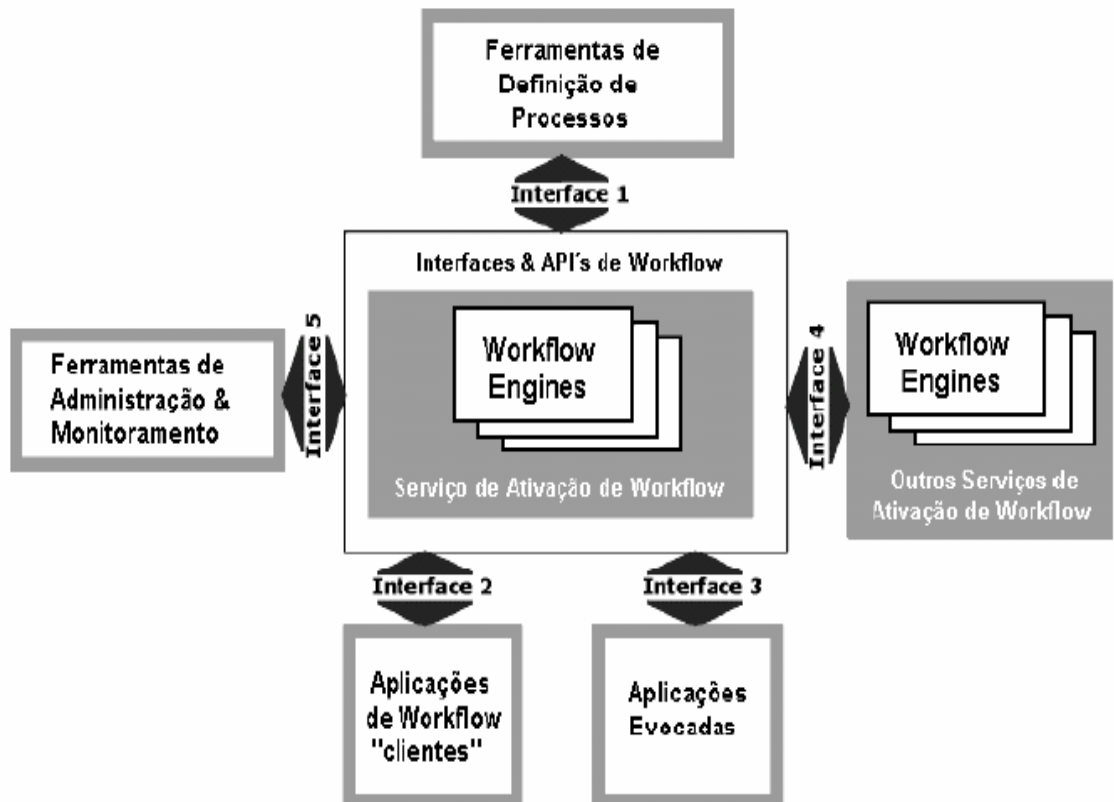 Ferramentas de
Definição de
Processos
Interface 1
Interfaces & API's de Workflow
Workflow
Engines
Serviço de Ativação de Workflow
Interface 5
Ferramentas de
Administração &
Monitoramento
Interface 4
Workflow
Engines
Outros Serviços de
Ativação de Workflow
Interface 2
Interface 3
Aplicações
de Workflow
"clientes"
Aplicações
Evocadas